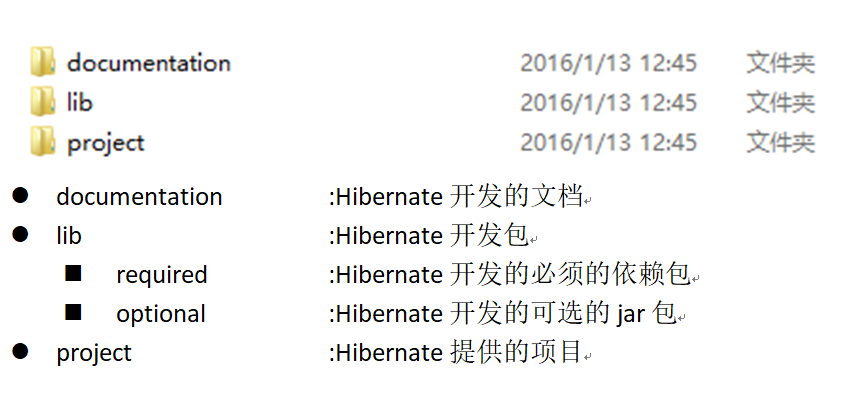 documentation 2016/1/13 12:45 文件夹
lib 2016/1/13 12:45 文件夹
project 2016/1/13 12:45 文件夹
● documentation :Hibernate 开发的文档
● lib :Hibernate 开发包
■ required :Hibernate 开发的必须的依赖包
■ optional :Hibernate 开发的可选的 jar 包
● project :Hibernate 提供的项目